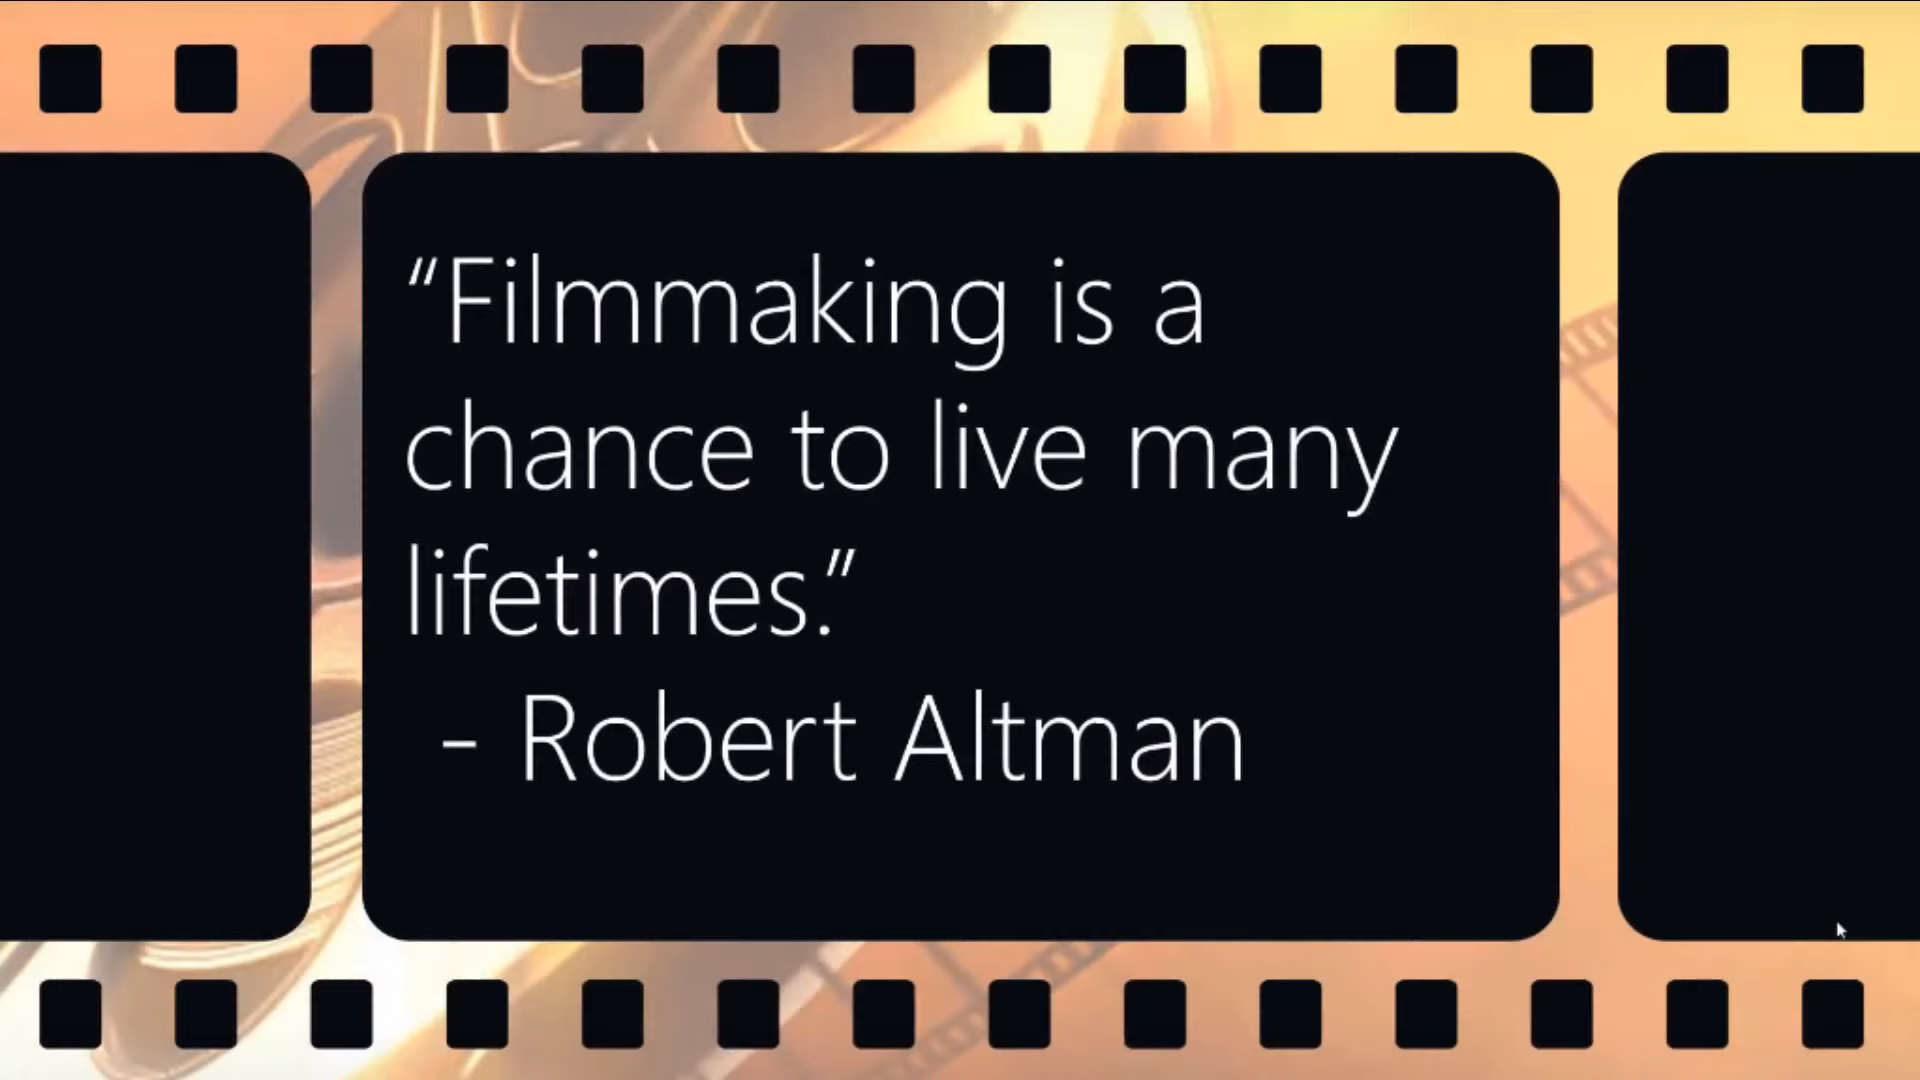 “Filmmaking is a
chance to live many
lifetimes.”
- Robert Altman